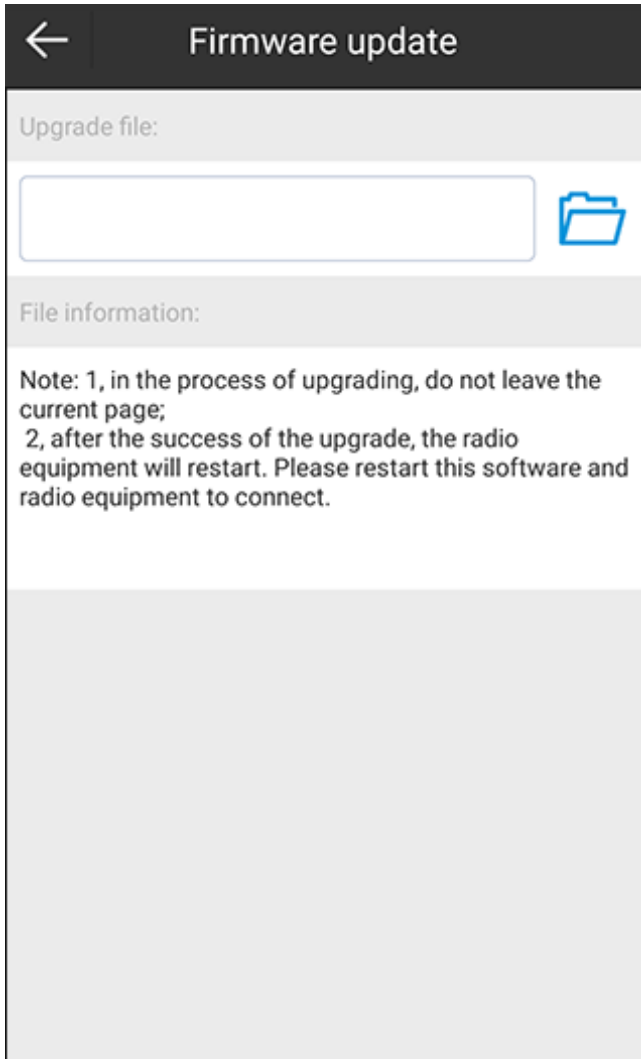 Firmware update
Upgrade file:
File information:
Note: 1, in the process of upgrading, do not leave the
current page;
2, after the success of the upgrade, the radio
equipment will restart. Please restart this software and
radio equipment to connect.